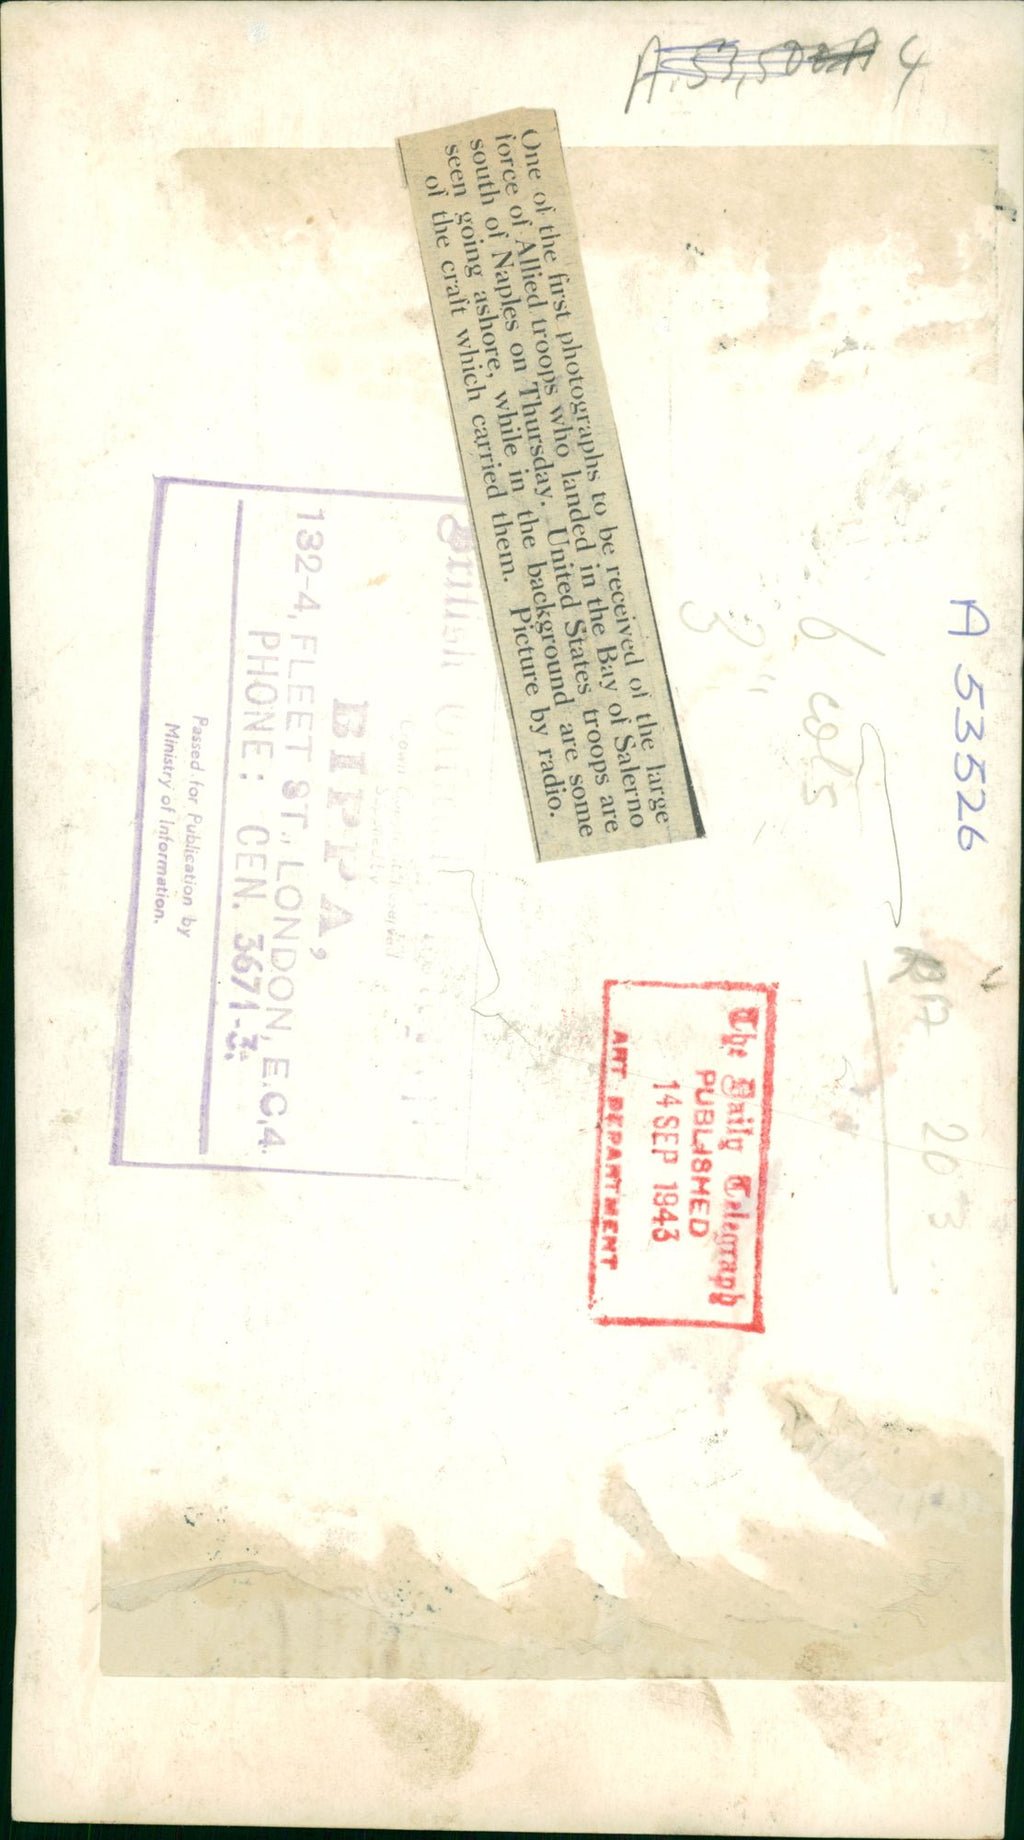 One of the first photographs to be received of the large
force of Allied troops who landed in the Bay of Salerno
south of Naples on Thursday. United States troops are
seen going ashore, while in the background are some
of the craft which carried them. Picture by radio.
A 53526
6 cols
3"
RA 203
The Daily Telegraph
PUBLISHED
14 SEP 1943
ART DEPARTMENT
British
BIPPA,
132-4, FLEET ST., LONDON, E.C.4.
PHONE: CEN. 3671-3.
Passed for Publication by
Ministry of Information.